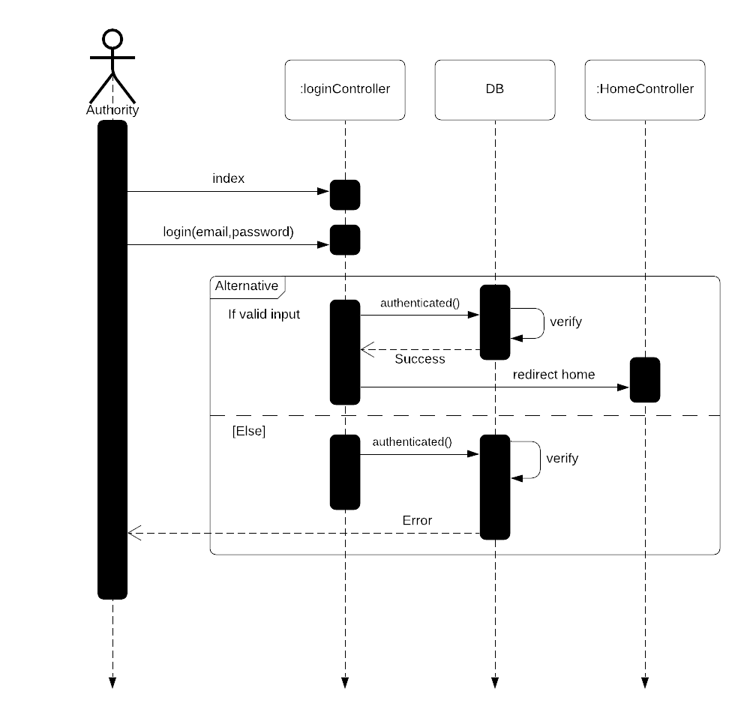 Authority
:loginController
DB
:HomeController
index
login(email,password)
Alternative
If valid input
authenticated()
verify
Success
redirect home
[Else]
authenticated()
verify
Error